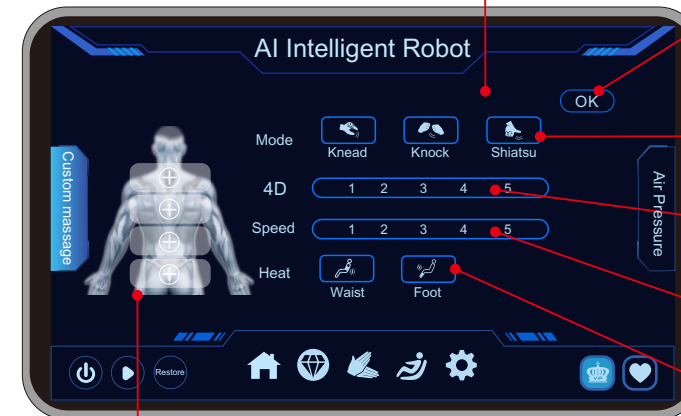 AI Intelligent Robot
OK
Custom massage
Mode
Knead
Knock
Shiatsu
4D
1 2 3 4 5
Speed
1 2 3 4 5
Heat
Waist
Foot
Air Pressure
Restore
VIP